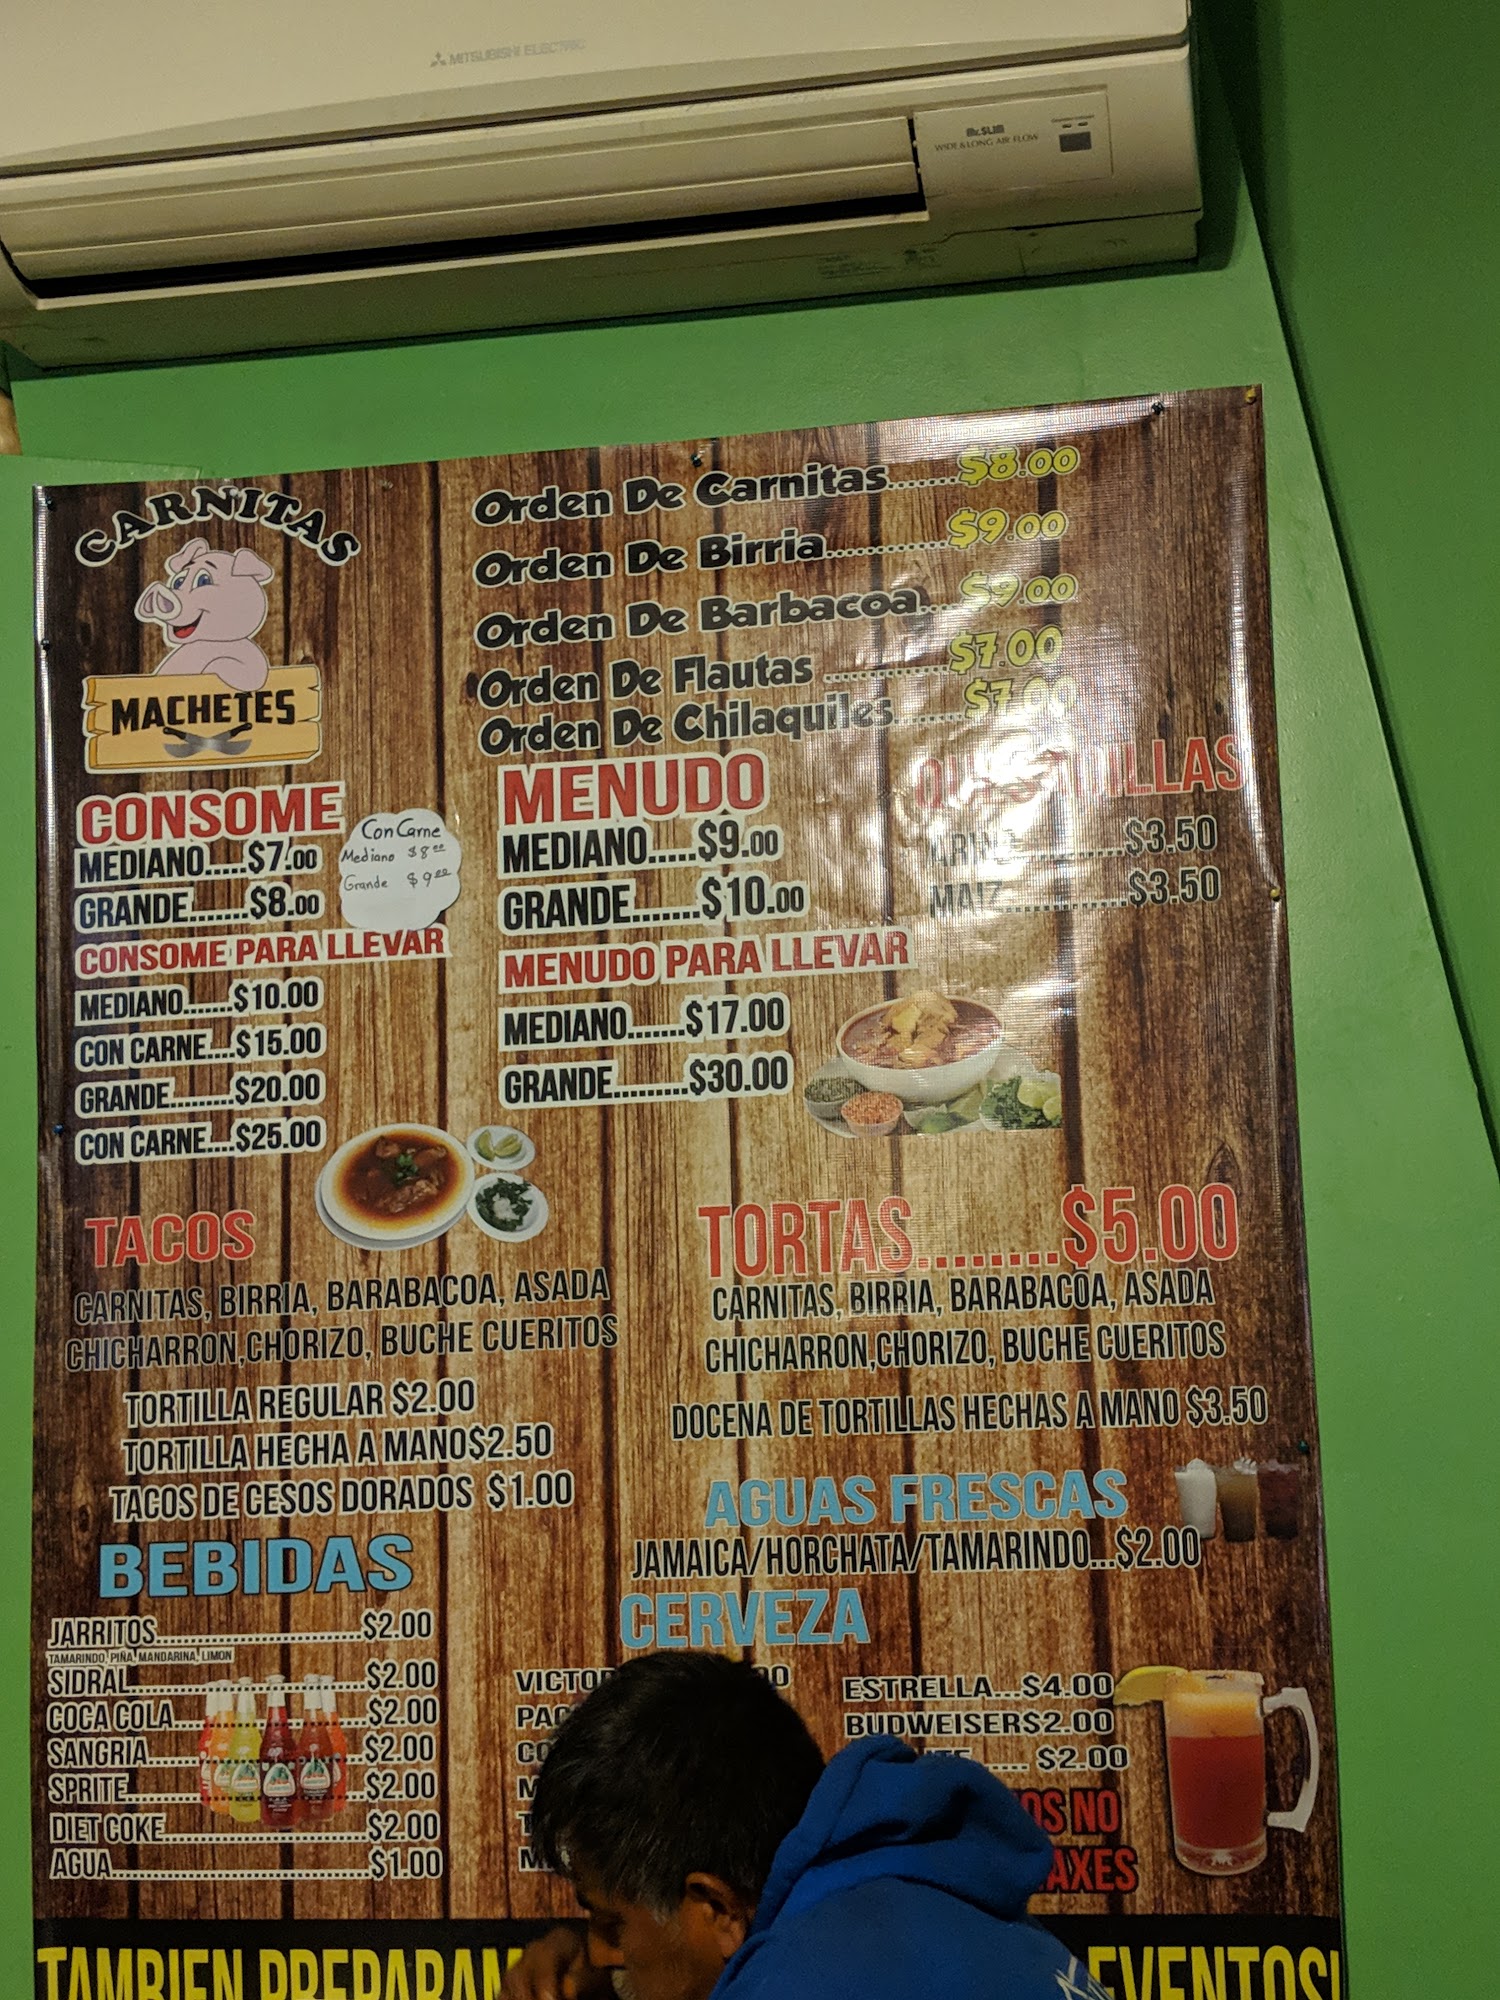 MITSUBISHI ELECTRIC
Mr.SLIM
WIDE & LONG AIR FLOW
CARNITAS
MACHETES
Orden De Carnitas.......$8.00
Orden De Birria............$9.00
Orden De Barbacoa....$9.00
Orden De Flautas ............$7.00
Orden De Chilaquiles.......$7.00
CONSOME
MEDIANO.....$7.00
GRANDE.......$8.00
Con Carne
Mediano $8.00
Grande $9.00
CONSOME PARA LLEVAR
MEDIANO.......$10.00
CON CARNE....$15.00
GRANDE.........$20.00
CON CARNE....$25.00
MENUDO
MEDIANO.....$9.00
GRANDE.......$10.00
MENUDO PARA LLEVAR
MEDIANO.......$17.00
GRANDE.........$30.00
$3.50
MAIZ..............$3.50
TACOS
CARNITAS, BIRRIA, BARABACOA, ASADA
CHICHARRON,CHORIZO, BUCHE CUERITOS
TORTILLA REGULAR $2.00
TORTILLA HECHA A MANO$2.50
TACOS DE CESOS DORADOS $1.00
TORTAS.........$5.00
CARNITAS, BIRRIA, BARABACOA, ASADA
CHICHARRON,CHORIZO, BUCHE CUERITOS
DOCENA DE TORTILLAS HECHAS A MANO $3.50
AGUAS FRESCAS
JAMAICA/HORCHATA/TAMARINDO...$2.00
BEBIDAS
JARRITOS..............................$2.00
TAMARINDO, PIÑA, MANDARINA, LIMON
SIDRAL..................................$2.00
COCA COLA............................$2.00
SANGRIA................................$2.00
SPRITE...................................$2.00
DIET COKE..............................$2.00
AGUA.....................................$1.00
CERVEZA
ESTRELLA...$4.00
BUDWEISER$2.00
..... $2.00
NO
TAMBIEN
EVENTOS!